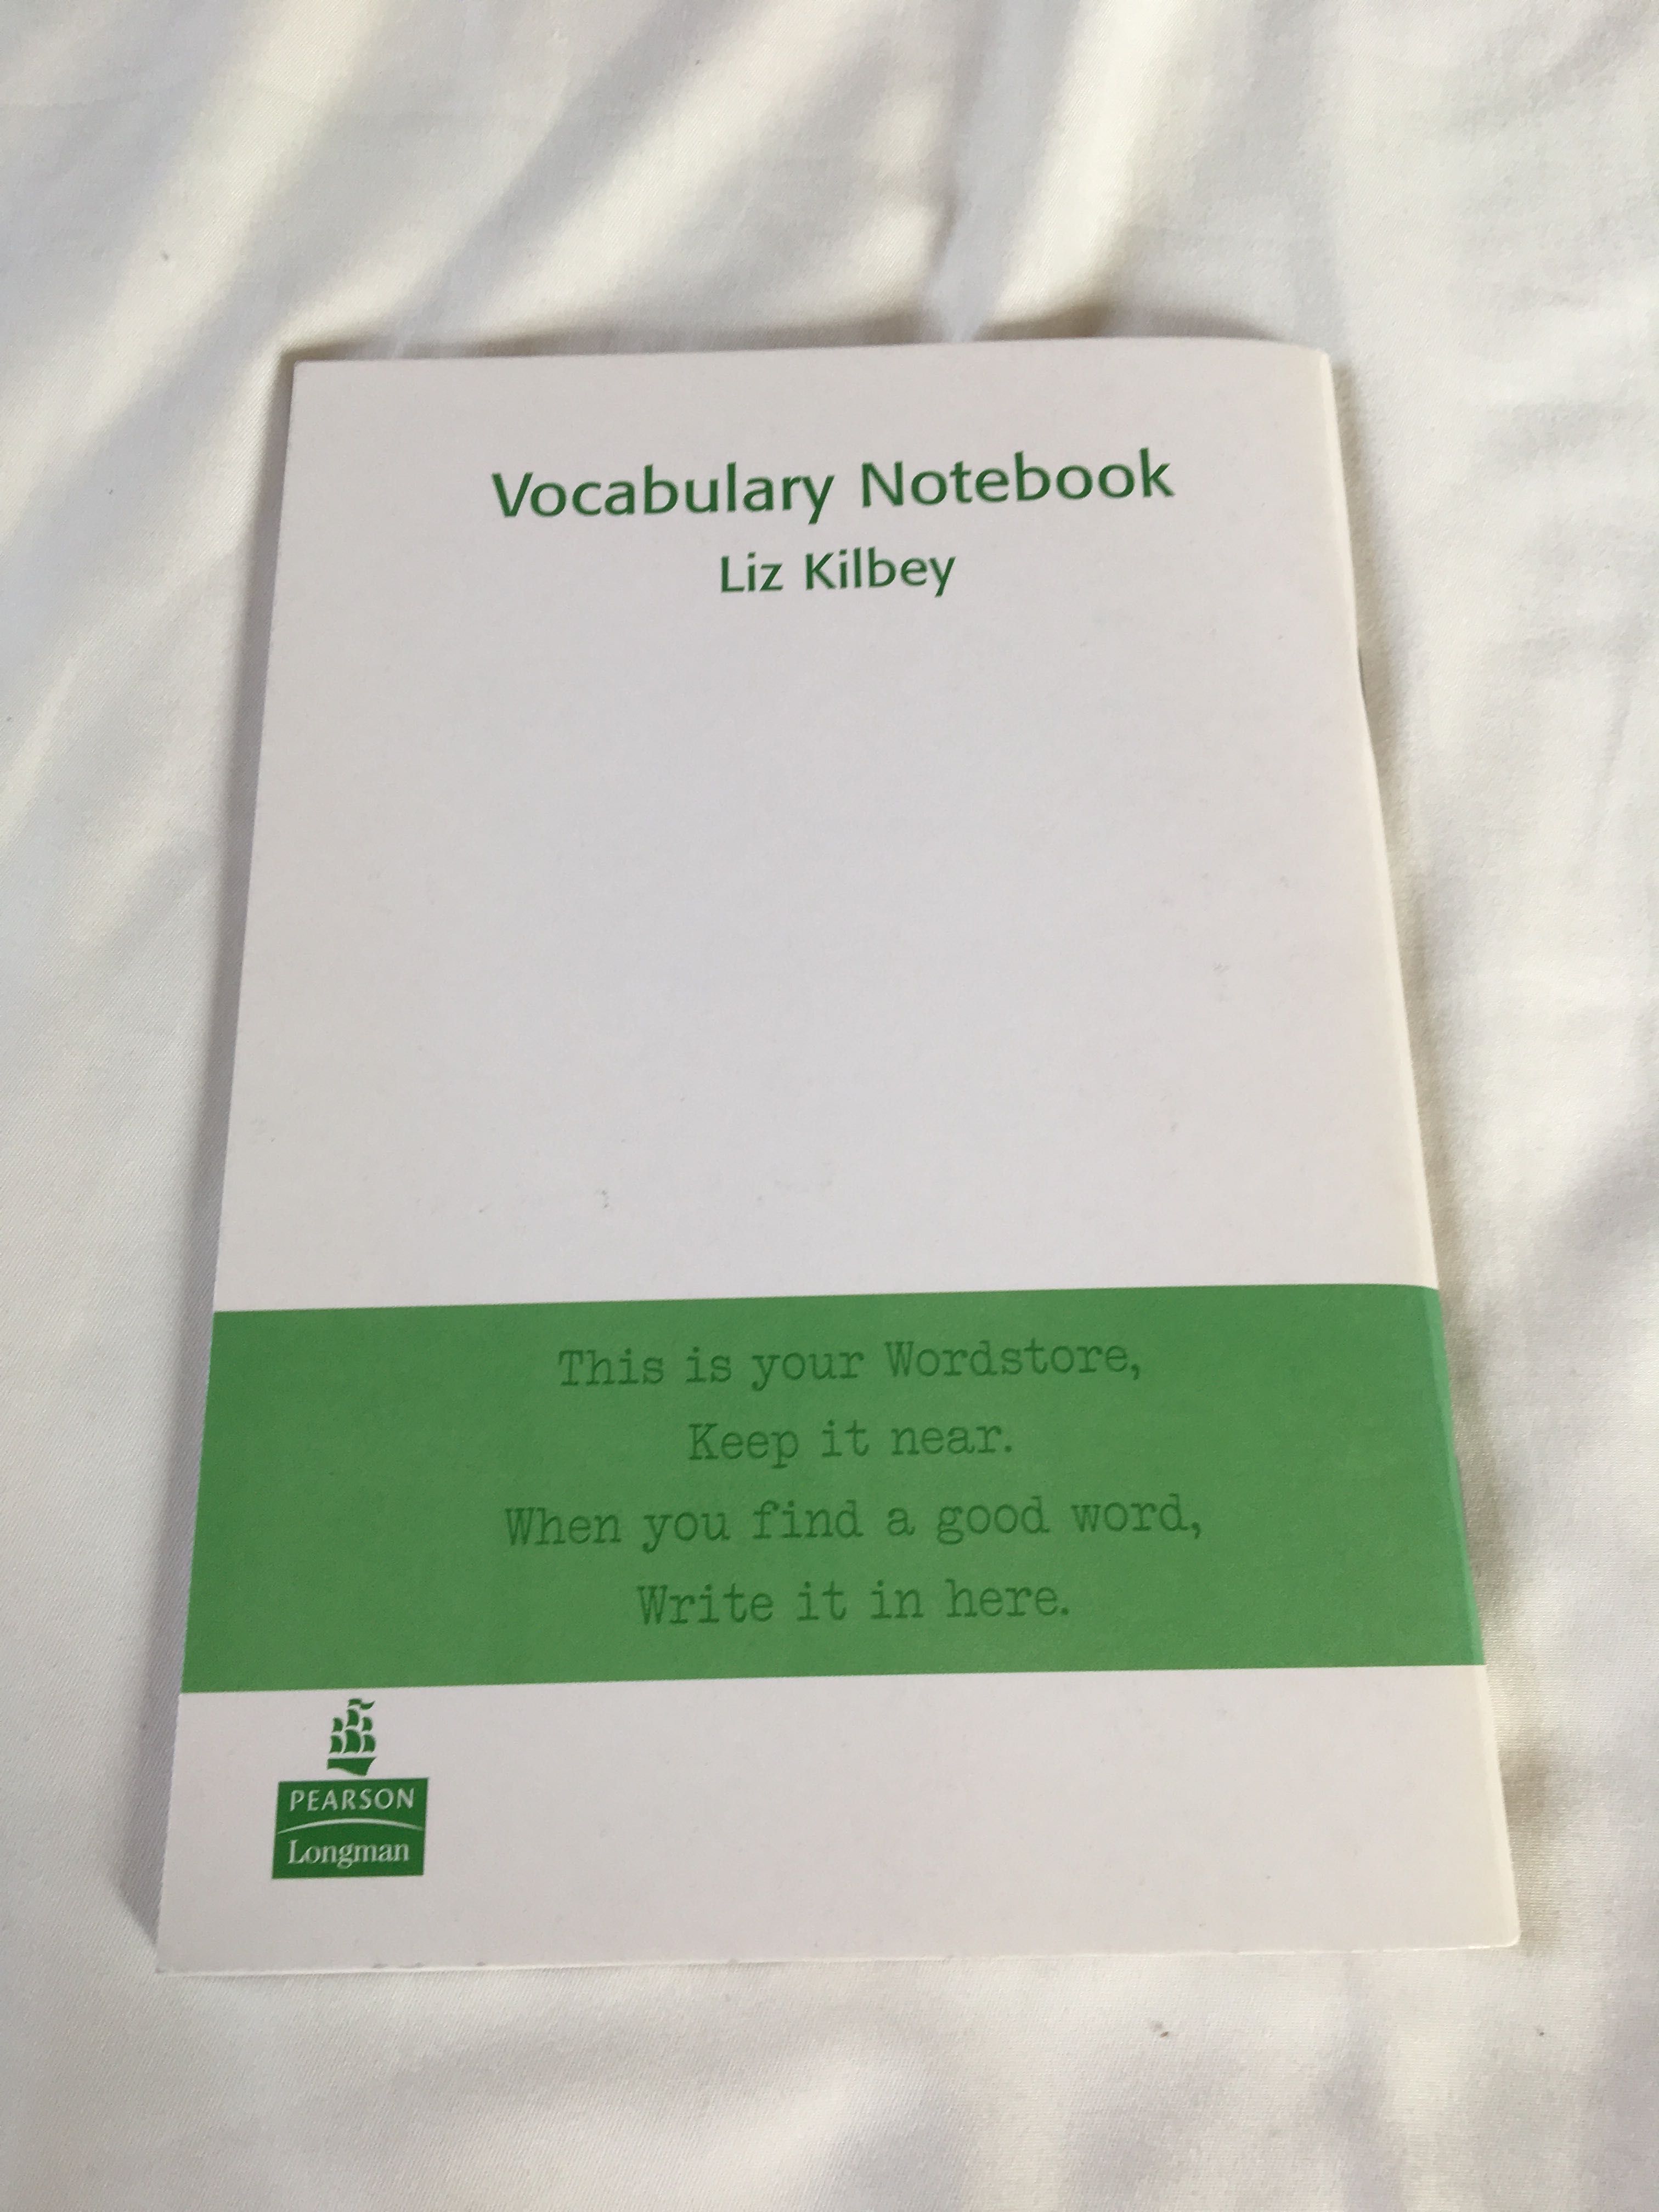 Vocabulary Notebook
Liz Kilbey
This is your Wordstore,
Keep it near.
When you find a good word,
Write it in here.
PEARSON
Longman